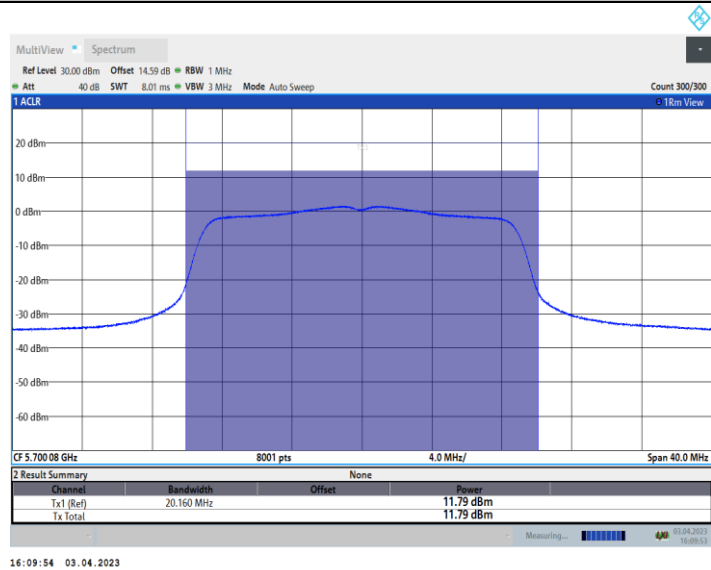 MultiView Spectrum
Ref Level 30.00 dBm Offset 14.59 dB RBW 1 MHz
Att 40 dB SWT 8.01 ms VBW 3 MHz Mode Auto Sweep Count 300/300
1 ACLR 1Rm View
20 dBm
10 dBm
0 dBm
-10 dBm
-20 dBm
-30 dBm
-40 dBm
-50 dBm
-60 dBm
CF 5.700 08 GHz 8001 pts 4.0 MHz/ Span 40.0 MHz
2 Result Summary None
Channel Bandwidth Offset Power
Tx1 (Ref) 20.160 MHz 11.79 dBm
Tx Total 11.79 dBm
Measuring... 03.04.2023
16:09:53
16:09:54 03.04.2023